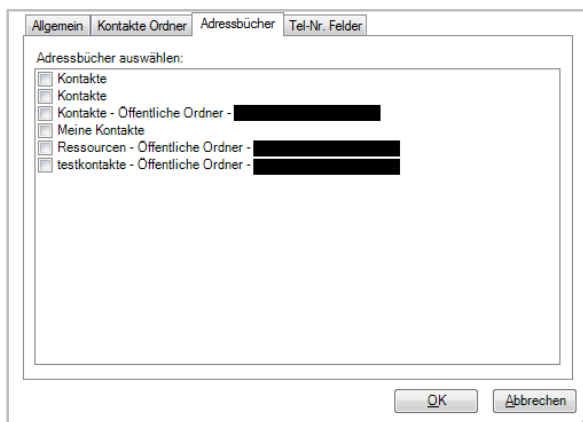 Allgemein Kontakte Ordner Adressbücher Tel-Nr. Felder
Adressbücher auswählen:
Kontakte
Kontakte
Kontakte - Öffentliche Ordner -
Meine Kontakte
Ressourcen - Öffentliche Ordner -
testkontakte - Öffentliche Ordner -
OK Abbrechen